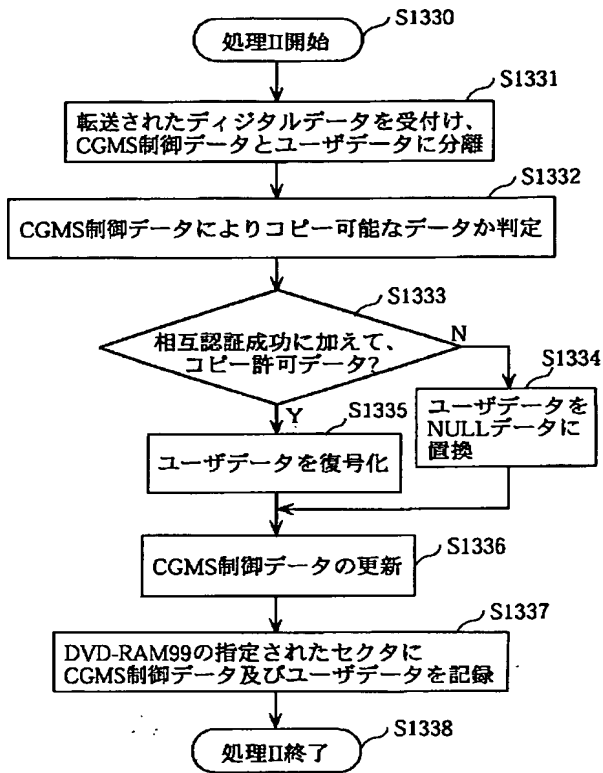 S1330
処理II開始
S1331
転送されたディジタルデータを受付け、
CGMS制御データとユーザデータに分離
S1332
CGMS制御データによりコピー可能なデータか判定
S1333
相互認証成功に加えて、
コピー許可データ?
N
S1334
ユーザデータを
NULLデータに
置換
Y
S1335
ユーザデータを復号化
S1336
CGMS制御データの更新
S1337
DVD-RAM99の指定されたセクタに
CGMS制御データ及びユーザデータを記録
S1338
処理II終了